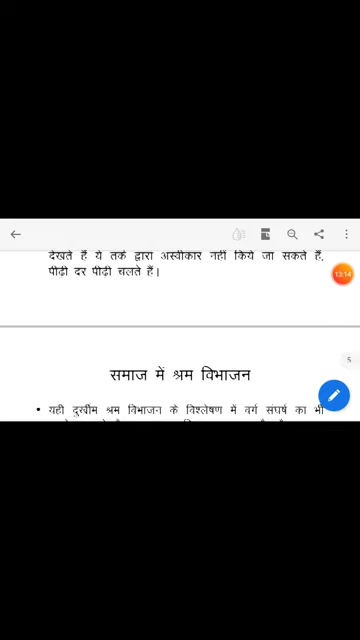 देखते हैं ये तर्क द्वारा अस्वीकार नहीं किये जा सकते हैं,
13:14
पीढ़ी दर पीढ़ी चलते हैं।
5
समाज में श्रम विभाजन
• यही दुर्खीम श्रम विभाजन के विश्लेषण में वर्ग संघर्ष का भी